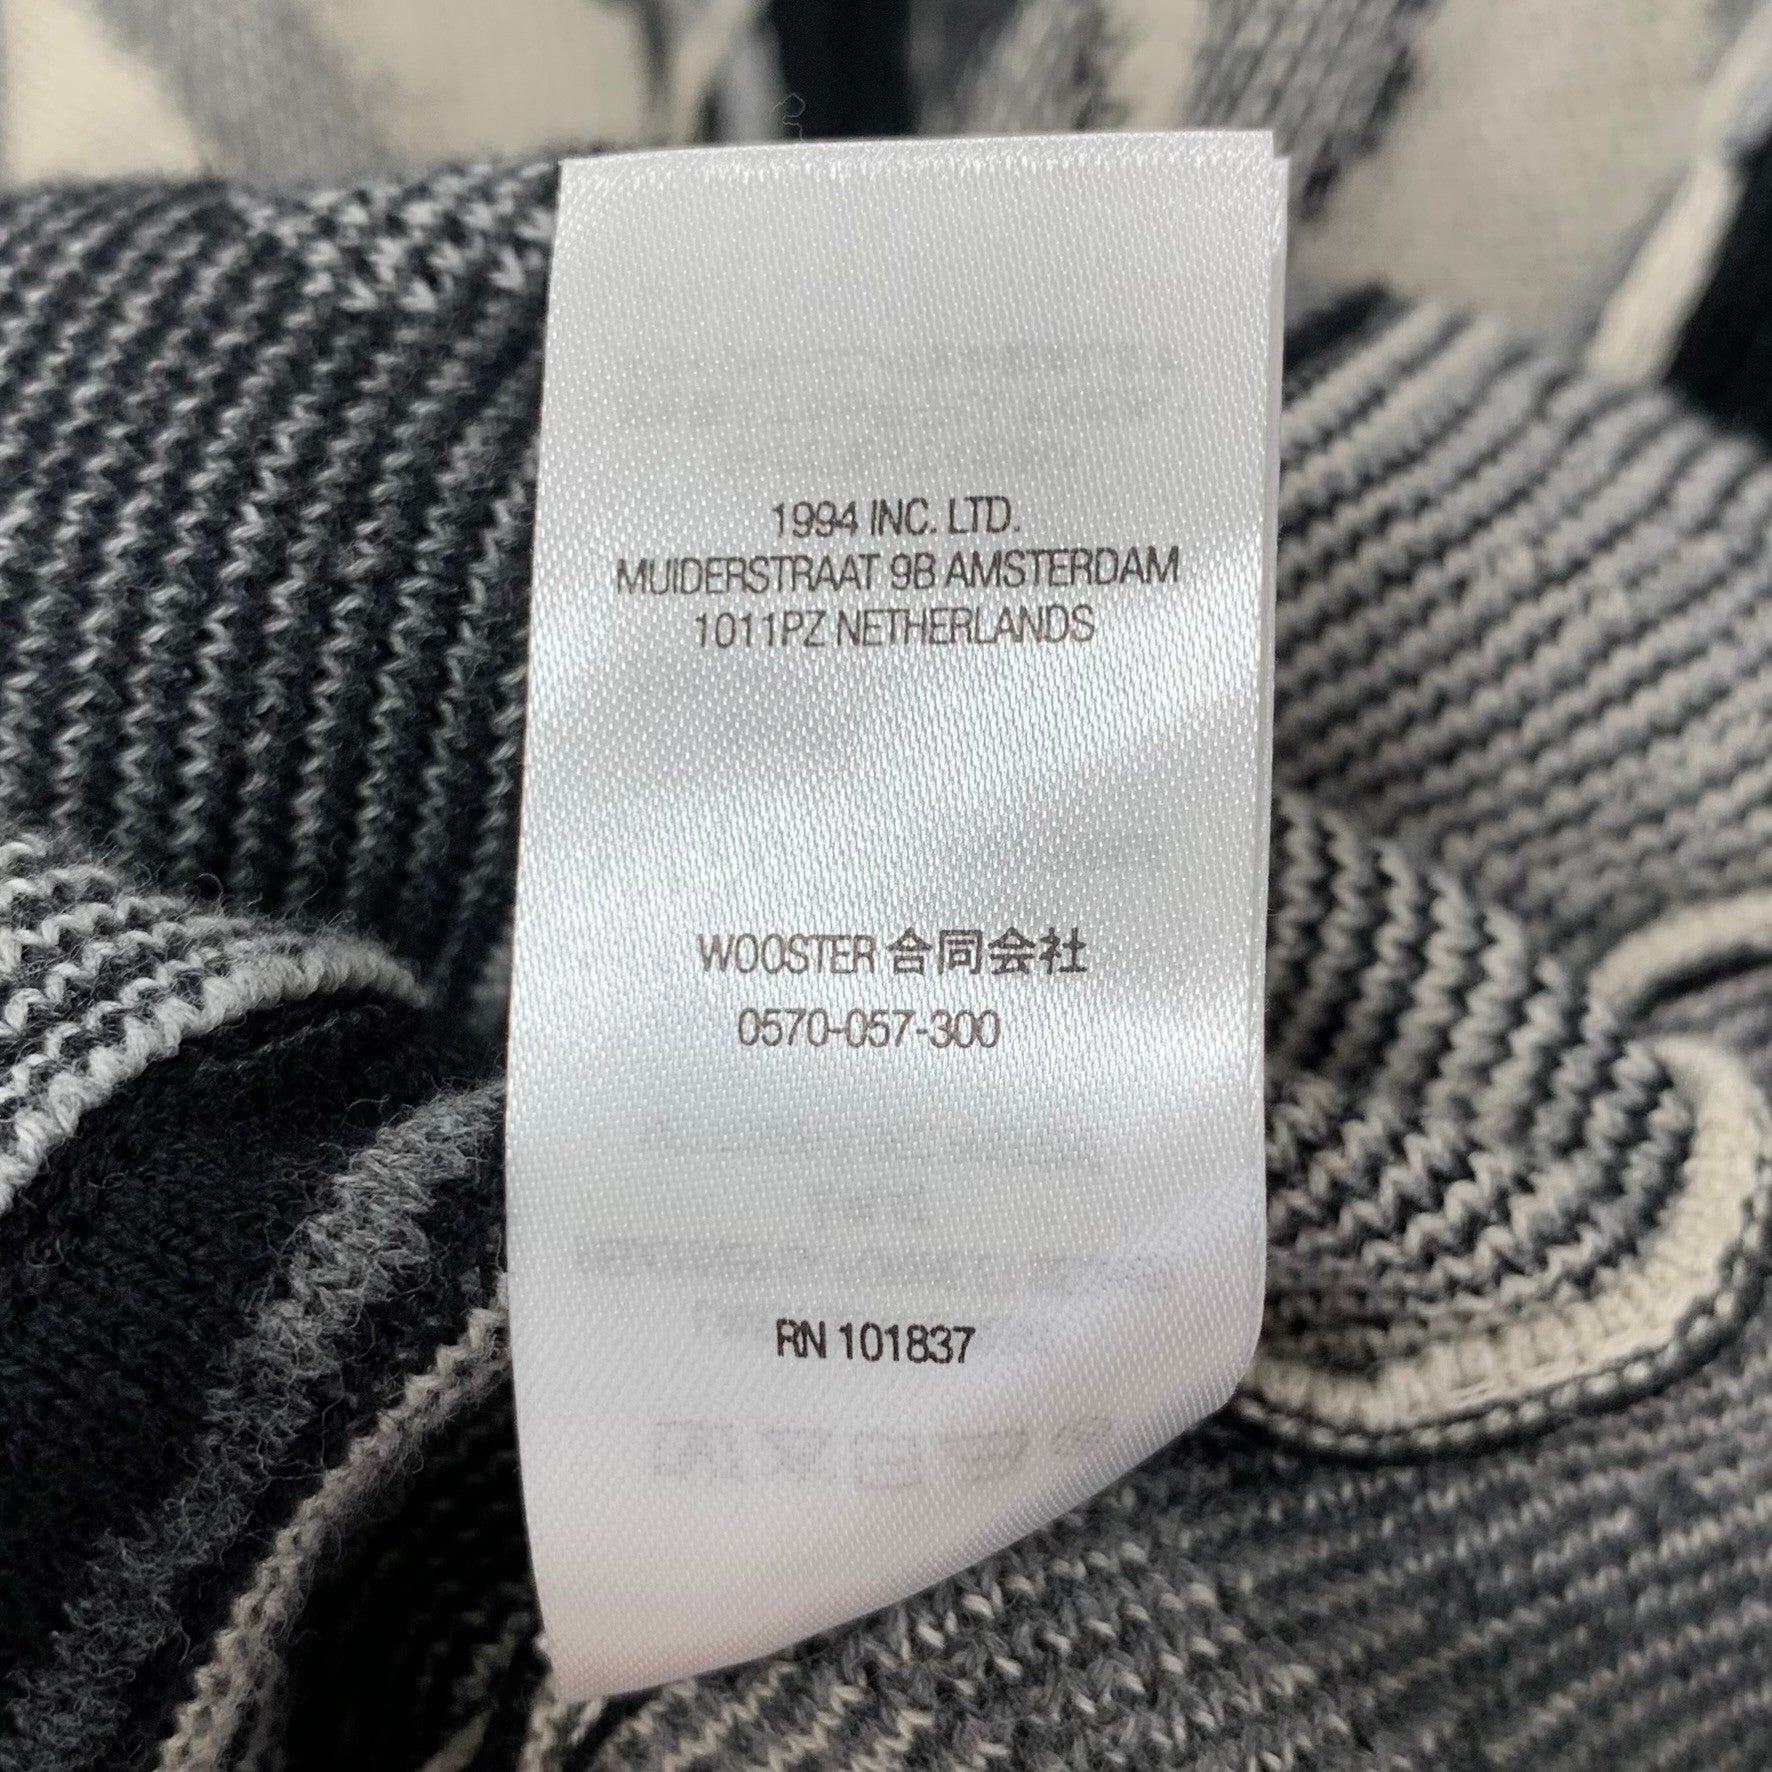 1994 INC. LTD.
MUIDERSTRAAT 9B AMSTERDAM
1011PZ NETHERLANDS
WOOSTER 合同会社
0570-057-300
RN 101837